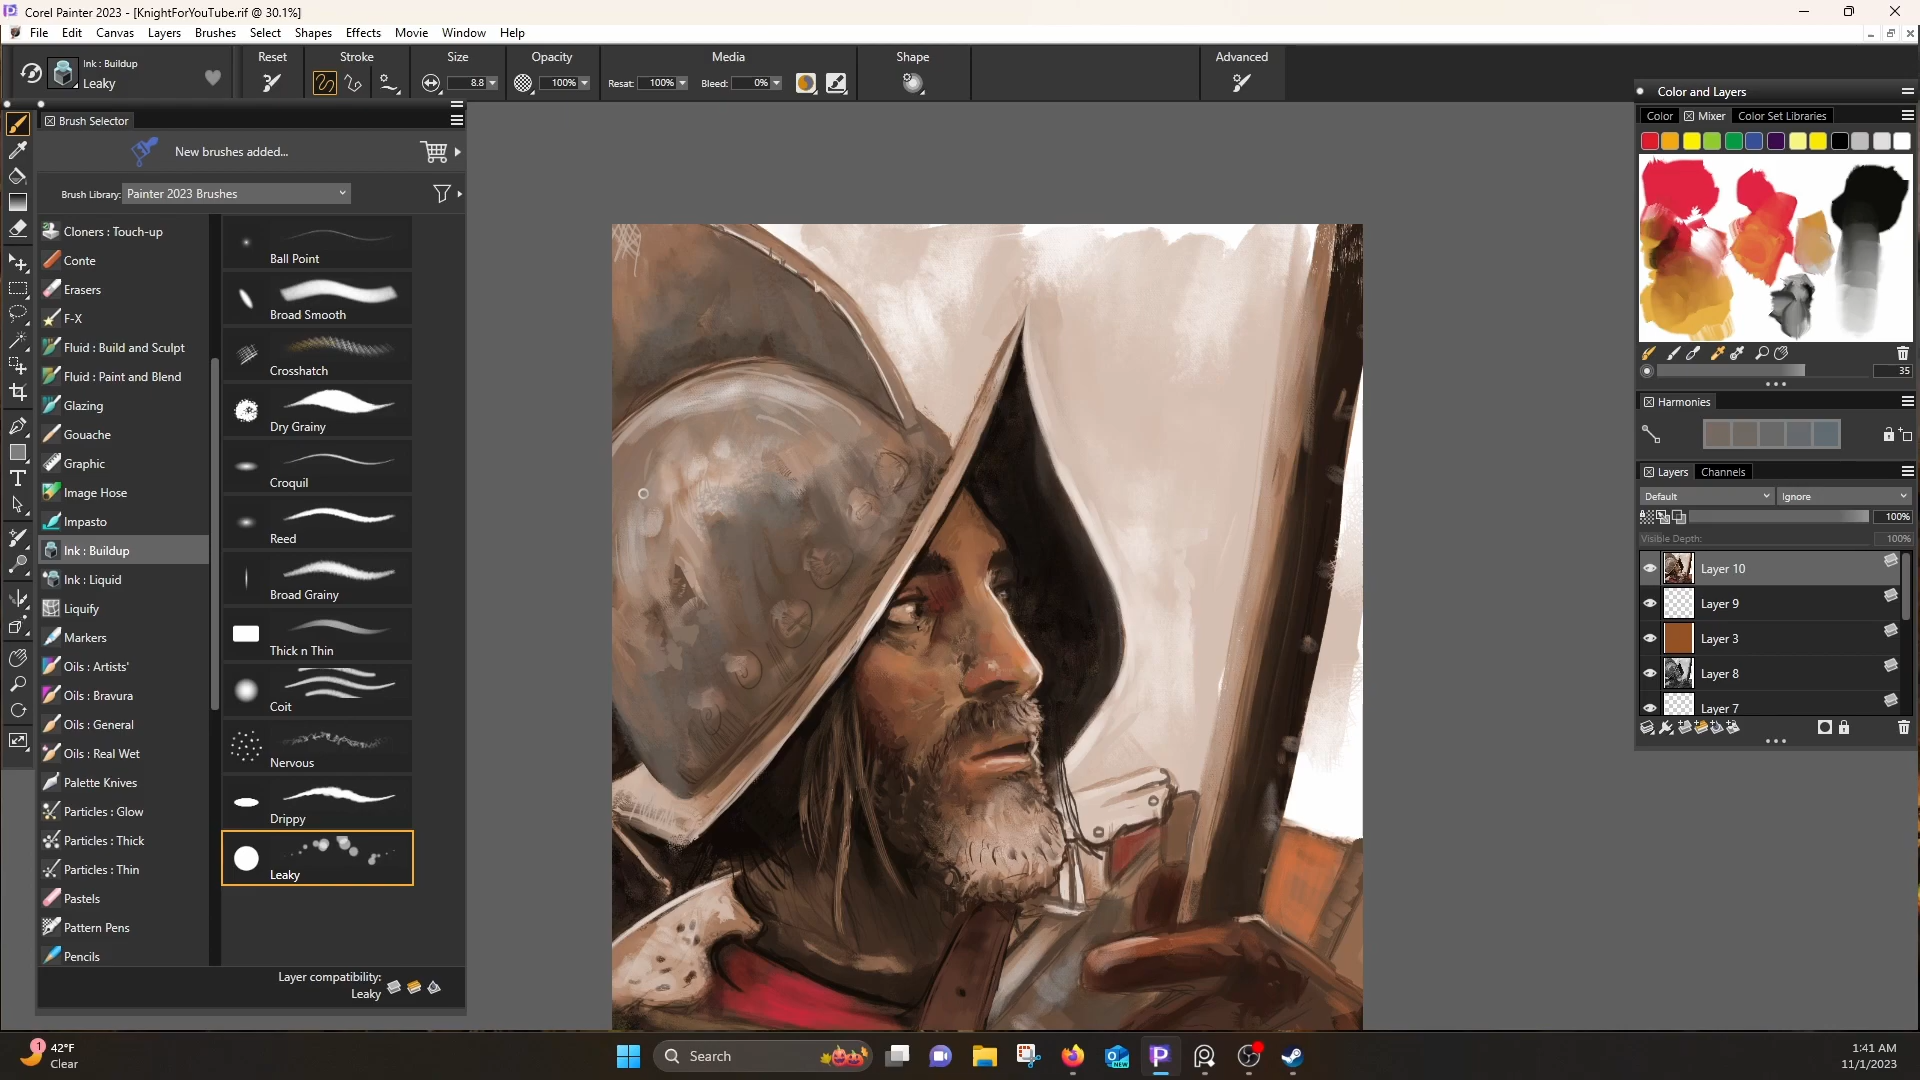 Corel Painter 2023 - [KnightForYouTube.rif @ 30.1%]
File Edit Canvas Layers Brushes Select Shapes Effects Movie Window Help
Ink : Buildup
Leaky
Reset
Stroke
Size
8.8
Opacity
100%
Media
Resat: 100%
Bleed: 0%
Shape
Advanced
Brush Selector
New brushes added...
Brush Library: Painter 2023 Brushes
Cloners : Touch-up
Conte
Erasers
F-X
Fluid : Build and Sculpt
Fluid : Paint and Blend
Glazing
Gouache
Graphic
Image Hose
Impasto
Ink : Buildup
Ink : Liquid
Liquify
Markers
Oils : Artists'
Oils : Bravura
Oils : General
Oils : Real Wet
Palette Knives
Particles : Glow
Particles : Thick
Particles : Thin
Pastels
Pattern Pens
Pencils
Ball Point
Broad Smooth
Crosshatch
Dry Grainy
Croquil
Reed
Broad Grainy
Thick n Thin
Coit
Nervous
Drippy
Leaky
Layer compatibility:
Leaky
Color and Layers
Color Mixer Color Set Libraries
35
Harmonies
Layers Channels
Default Ignore
100%
Visible Depth: 100%
Layer 10
Layer 9
Layer 3
Layer 8
Layer 7
1
42°F
Clear
Search
NEW
1:41 AM
11/1/2023